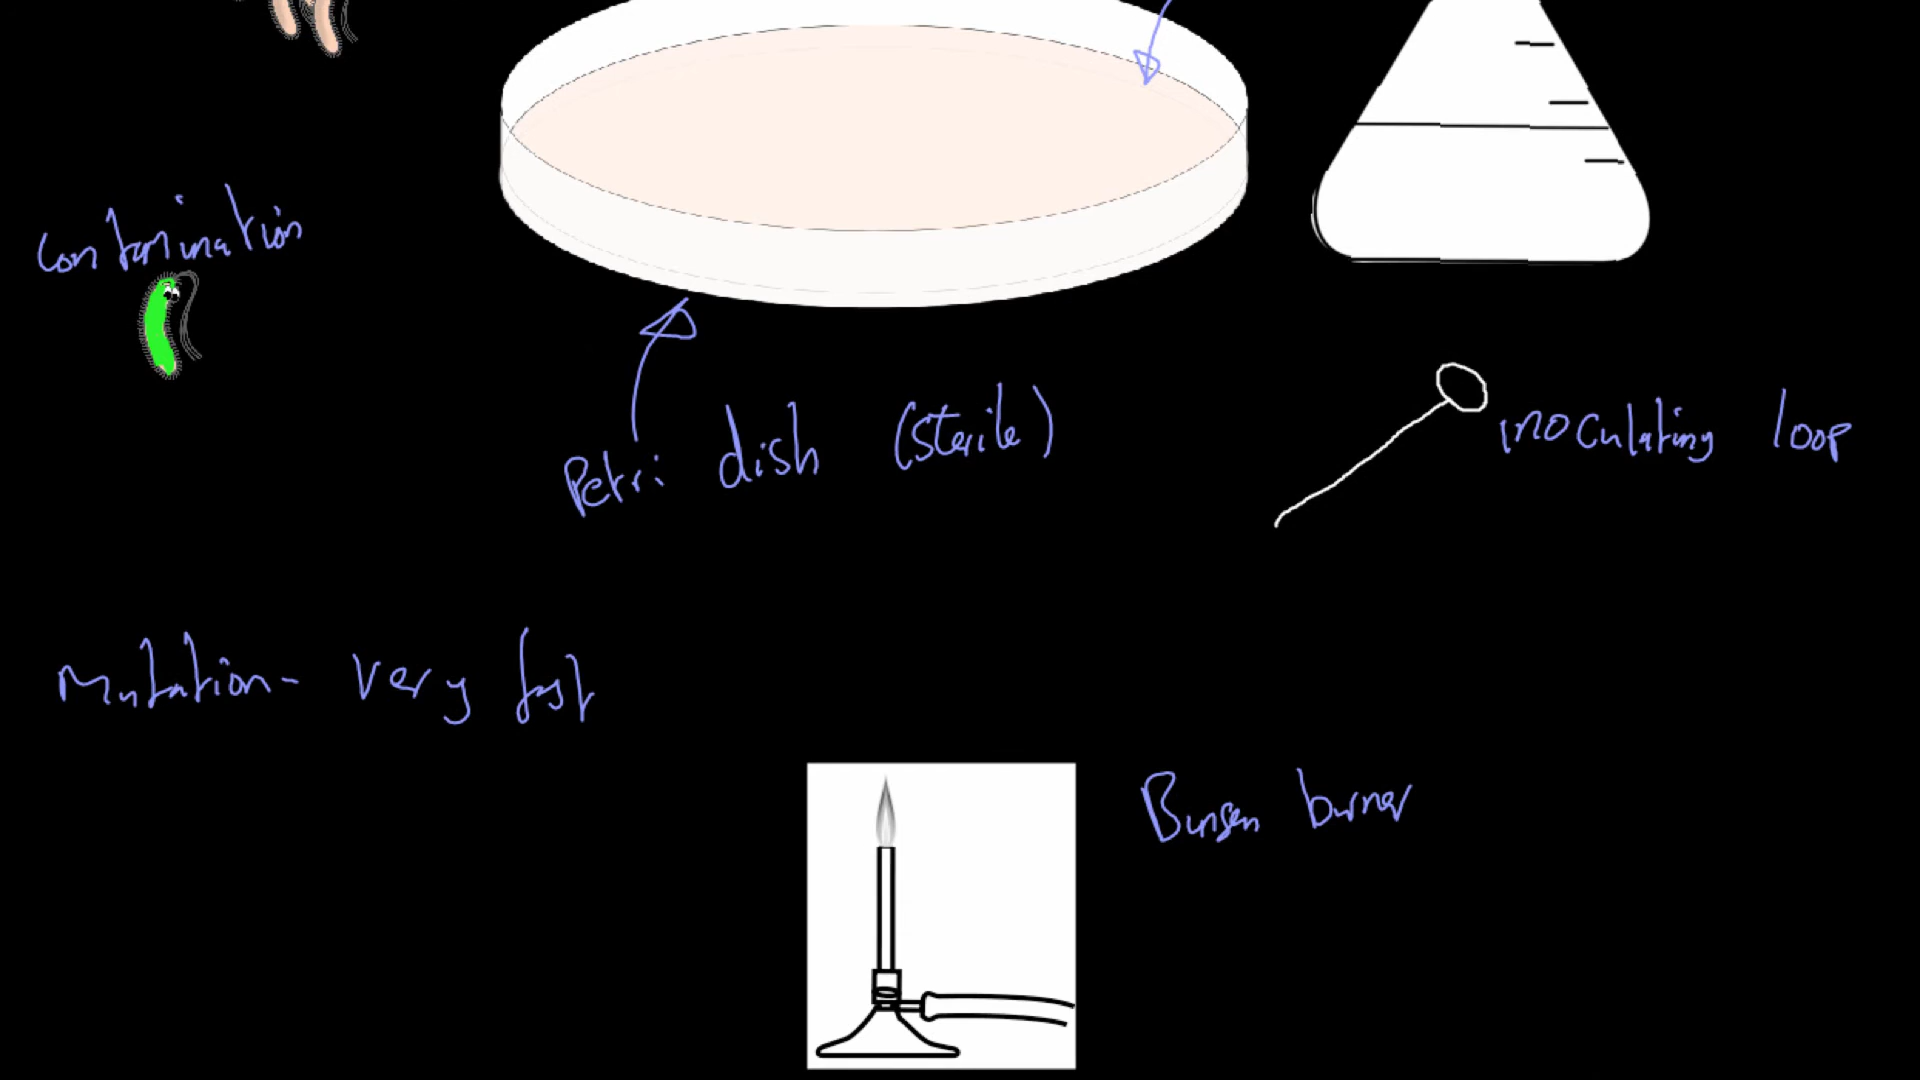 Contamination
Petri dish (sterile)
inoculating loop
Mutation- very fast
Bunsen burner